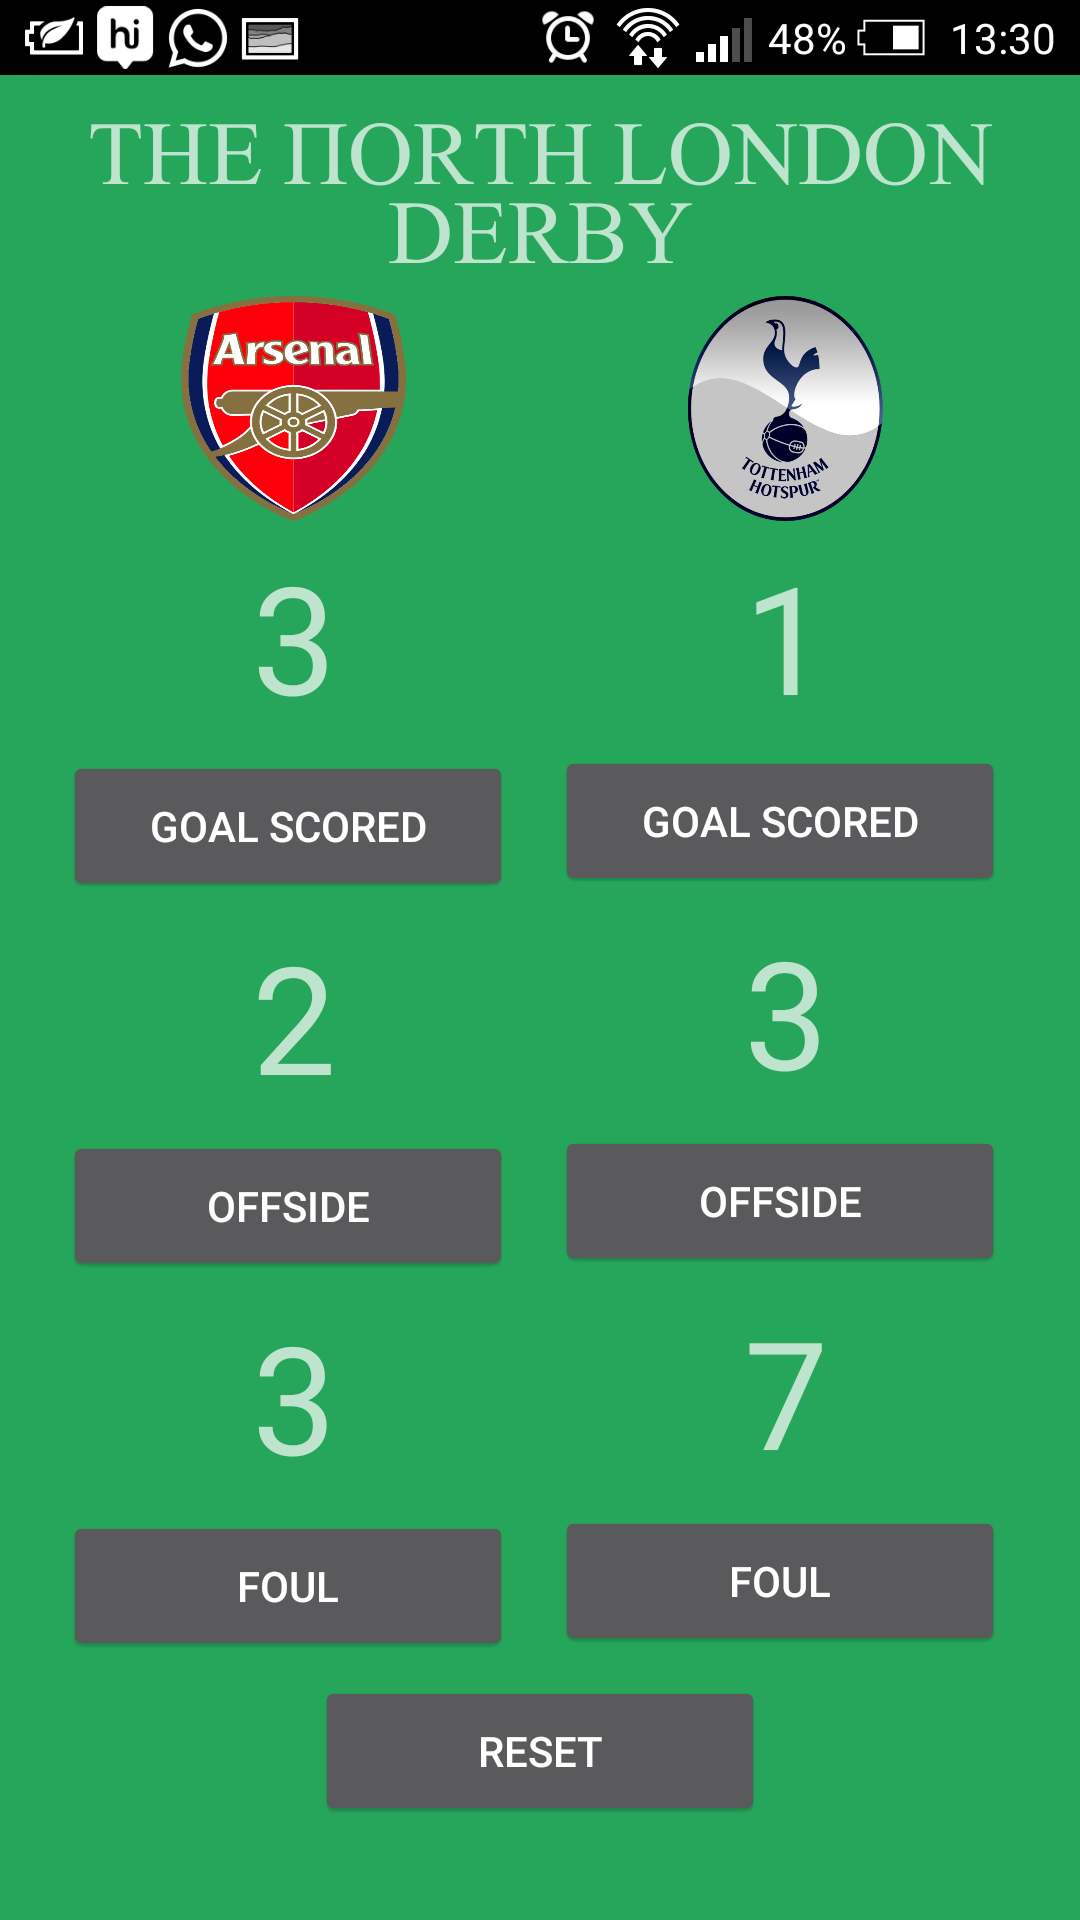 hi 48% 13:30
THE ПORTH LONDON
DERBY
Arsenal
TOTTENHAM
HOTSPUR
3 1
GOAL SCORED GOAL SCORED
2 3
OFFSIDE OFFSIDE
3 7
FOUL FOUL
RESET